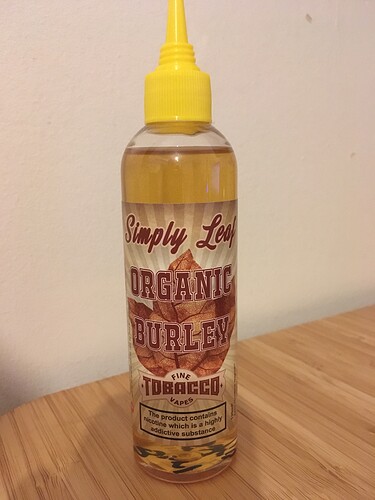 Simply Leaf
ORGANIC
BURLEY
FINE
TOBACCO
VAPES
The product contains
nicotine which is a highly
addictive substance